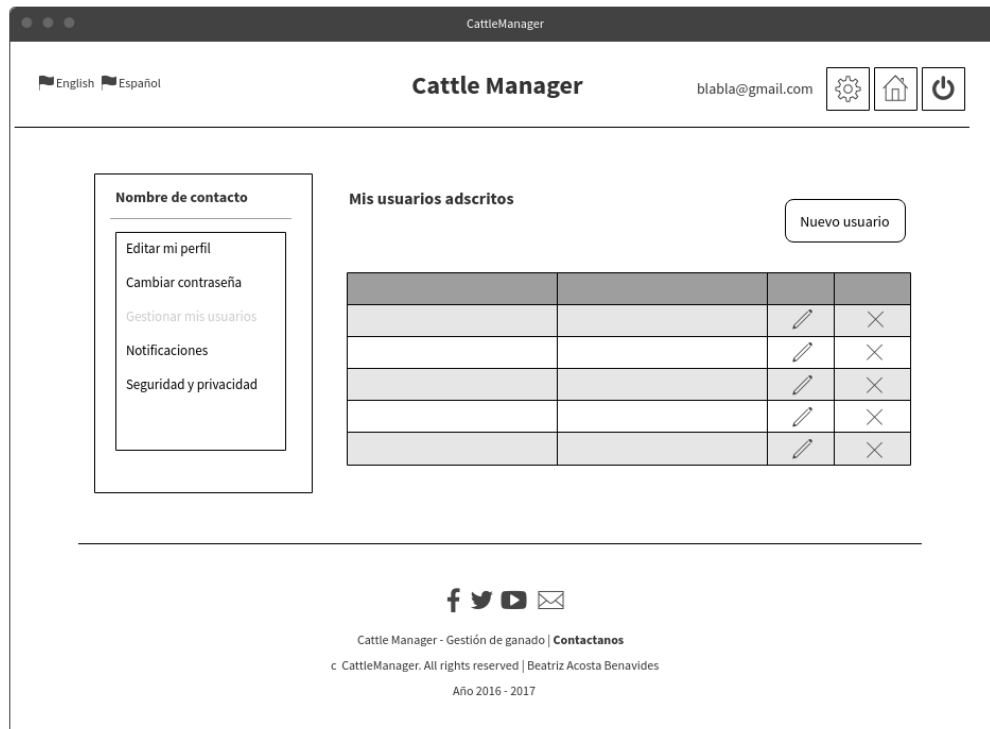 CattleManager
English Español
Cattle Manager
blabla@gmail.com
Nombre de contacto
Editar mi perfil
Cambiar contraseña
Gestionar mis usuarios
Notificaciones
Seguridad y privacidad
Mis usuarios adscritos
Nuevo usuario
Cattle Manager - Gestión de ganado | Contactanos
c CattleManager. All rights reserved | Beatriz Acosta Benavides
Año 2016 - 2017